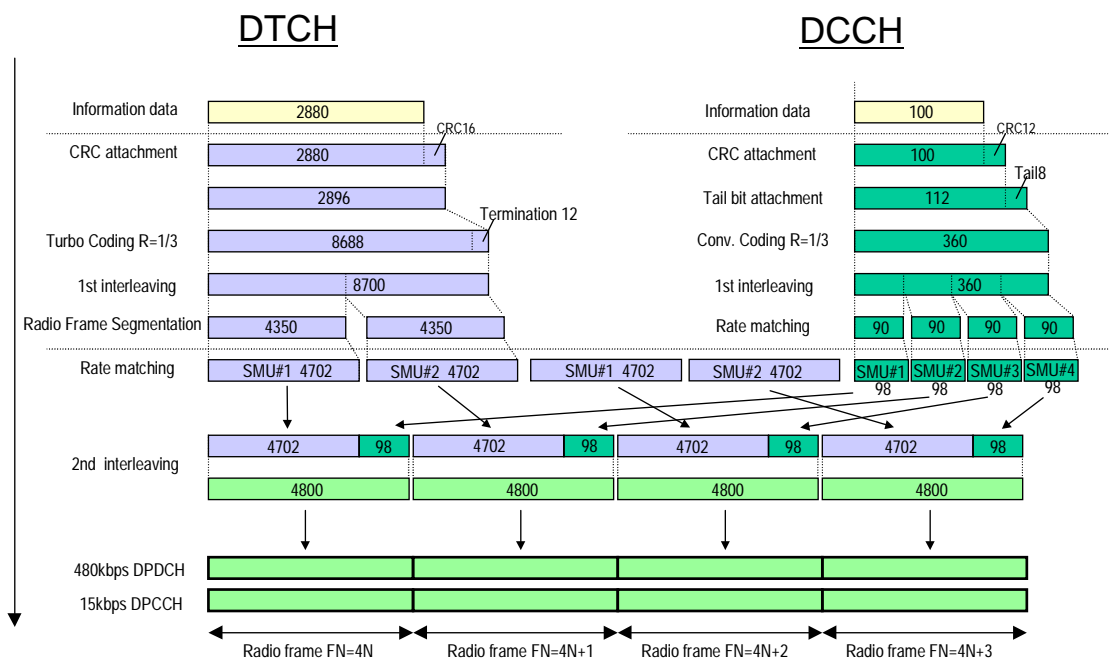 DTCH DCCH
Information data 2880 Information data 100
CRC16 CRC12
CRC attachment 2880 CRC attachment 100
Tail8
2896 Tail bit attachment 112
Termination 12
Turbo Coding R=1/3 8688 Conv. Coding R=1/3 360
1st interleaving 8700 1st interleaving 360
Radio Frame Segmentation 4350 4350 Rate matching 90 90 90 90
Rate matching SMU#1 4702 SMU#2 4702 SMU#1 4702 SMU#2 4702 SMU#1 SMU#2 SMU#3 SMU#4
98 98 98 98
4702 98 4702 98 4702 98 4702 98
2nd interleaving
4800 4800 4800 4800
480kbps DPDCH
15kbps DPCCH
Radio frame FN=4N Radio frame FN=4N+1 Radio frame FN=4N+2 Radio frame FN=4N+3